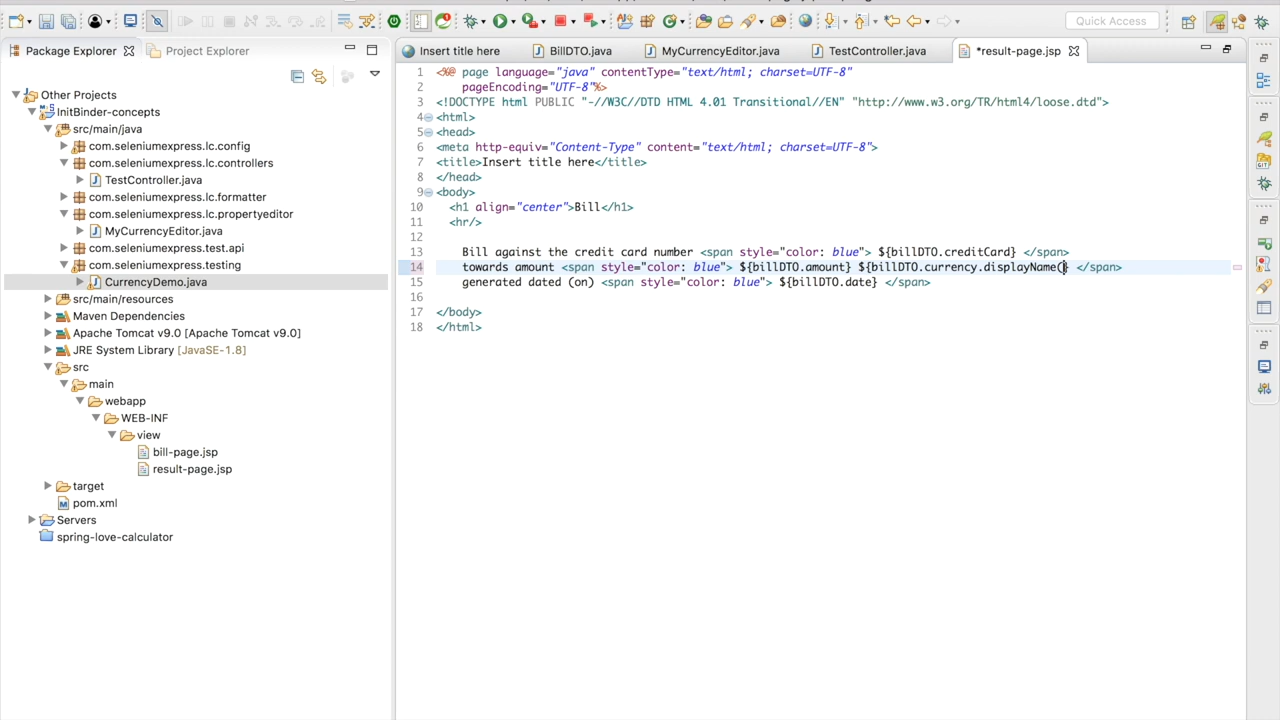 Quick Access
Package Explorer
Project Explorer
Insert title here
BillDTO.java
MyCurrencyEditor.java
TestController.java
*result-page.jsp
Other Projects
InitBinder-concepts
src/main/java
com.seleniumexpress.lc.config
com.seleniumexpress.lc.controllers
TestController.java
com.seleniumexpress.lc.formatter
com.seleniumexpress.lc.propertyeditor
MyCurrencyEditor.java
com.seleniumexpress.test.api
com.seleniumexpress.testing
CurrencyDemo.java
src/main/resources
Maven Dependencies
Apache Tomcat v9.0 [Apache Tomcat v9.0]
JRE System Library [JavaSE-1.8]
src
main
webapp
WEB-INF
view
bill-page.jsp
result-page.jsp
target
pom.xml
Servers
spring-love-calculator
1 <%@ page language="java" contentType="text/html; charset=UTF-8"
2 pageEncoding="UTF-8"%>
3 <!DOCTYPE html PUBLIC "-//W3C//DTD HTML 4.01 Transitional//EN" "http://www.w3.org/TR/html4/loose.dtd">
4 <html>
5 <head>
6 <meta http-equiv="Content-Type" content="text/html; charset=UTF-8">
7 <title>Insert title here</title>
8 </head>
9 <body>
10 <h1 align="center">Bill</h1>
11 <hr/>
12
13 Bill against the credit card number <span style="color: blue"> ${billDTO.creditCard} </span>
14 towards amount <span style="color: blue"> ${billDTO.amount} ${billDTO.currency.displayName(} </span>
15 generated dated (on) <span style="color: blue"> ${billDTO.date} </span>
16
17 </body>
18 </html>